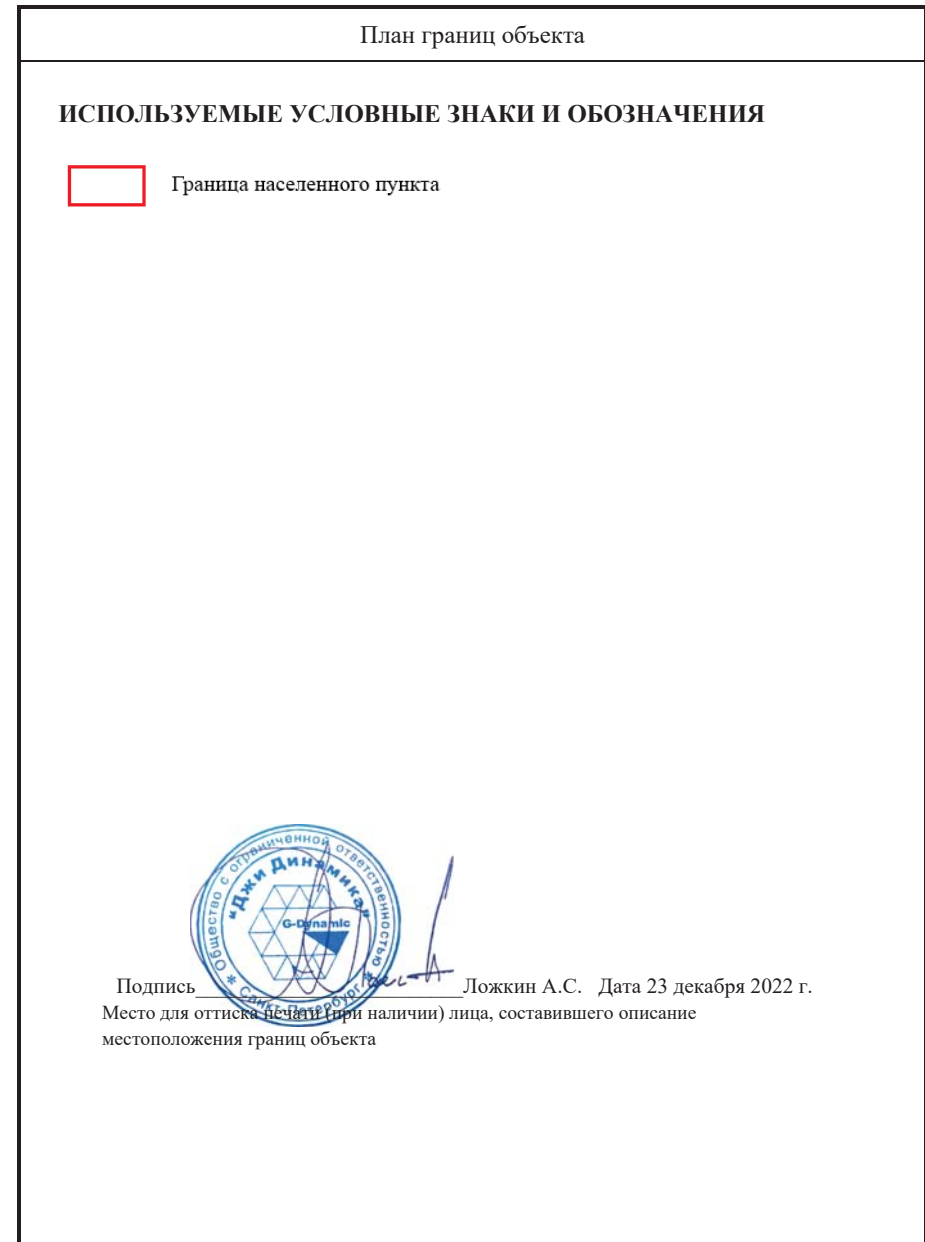 План границ объекта
ИСПОЛЬЗУЕМЫЕ УСЛОВНЫЕ ЗНАКИ И ОБОЗНАЧЕНИЯ
Граница населенного пункта
Общество с ограниченной ответственностью
"Джи Динамика"
G-Dynamic
Санкт-Петербург
Подпись Ложкин А.С. Дата 23 декабря 2022 г.
Место для оттиска печати (при наличии) лица, составившего описание
местоположения границ объекта